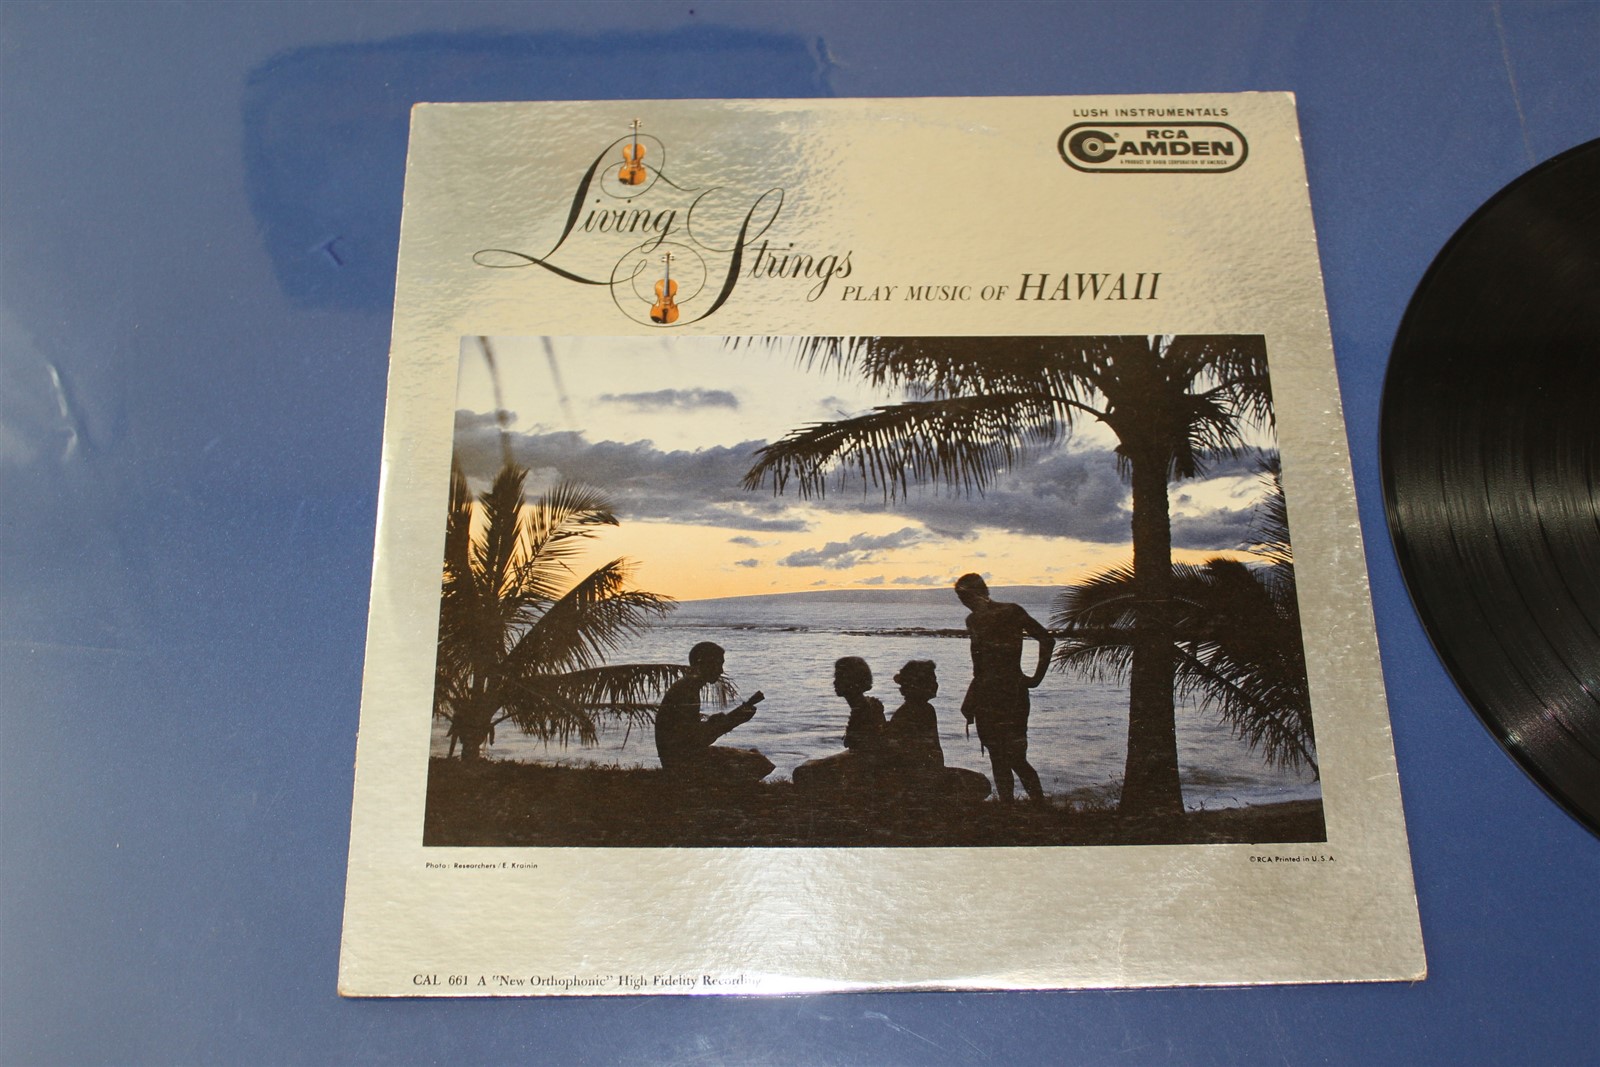 LUSH INSTRUMENTALS
RCA
CAMDEN
A PRODUCT OF RADIO CORPORATION OF AMERICA
Living
Strings
PLAY MUSIC OF HAWAII
Photo: Researchers/E. Krainin
© RCA Printed in U.S.A.
CAL 661 A "New Orthophonic" High Fidelity Recording